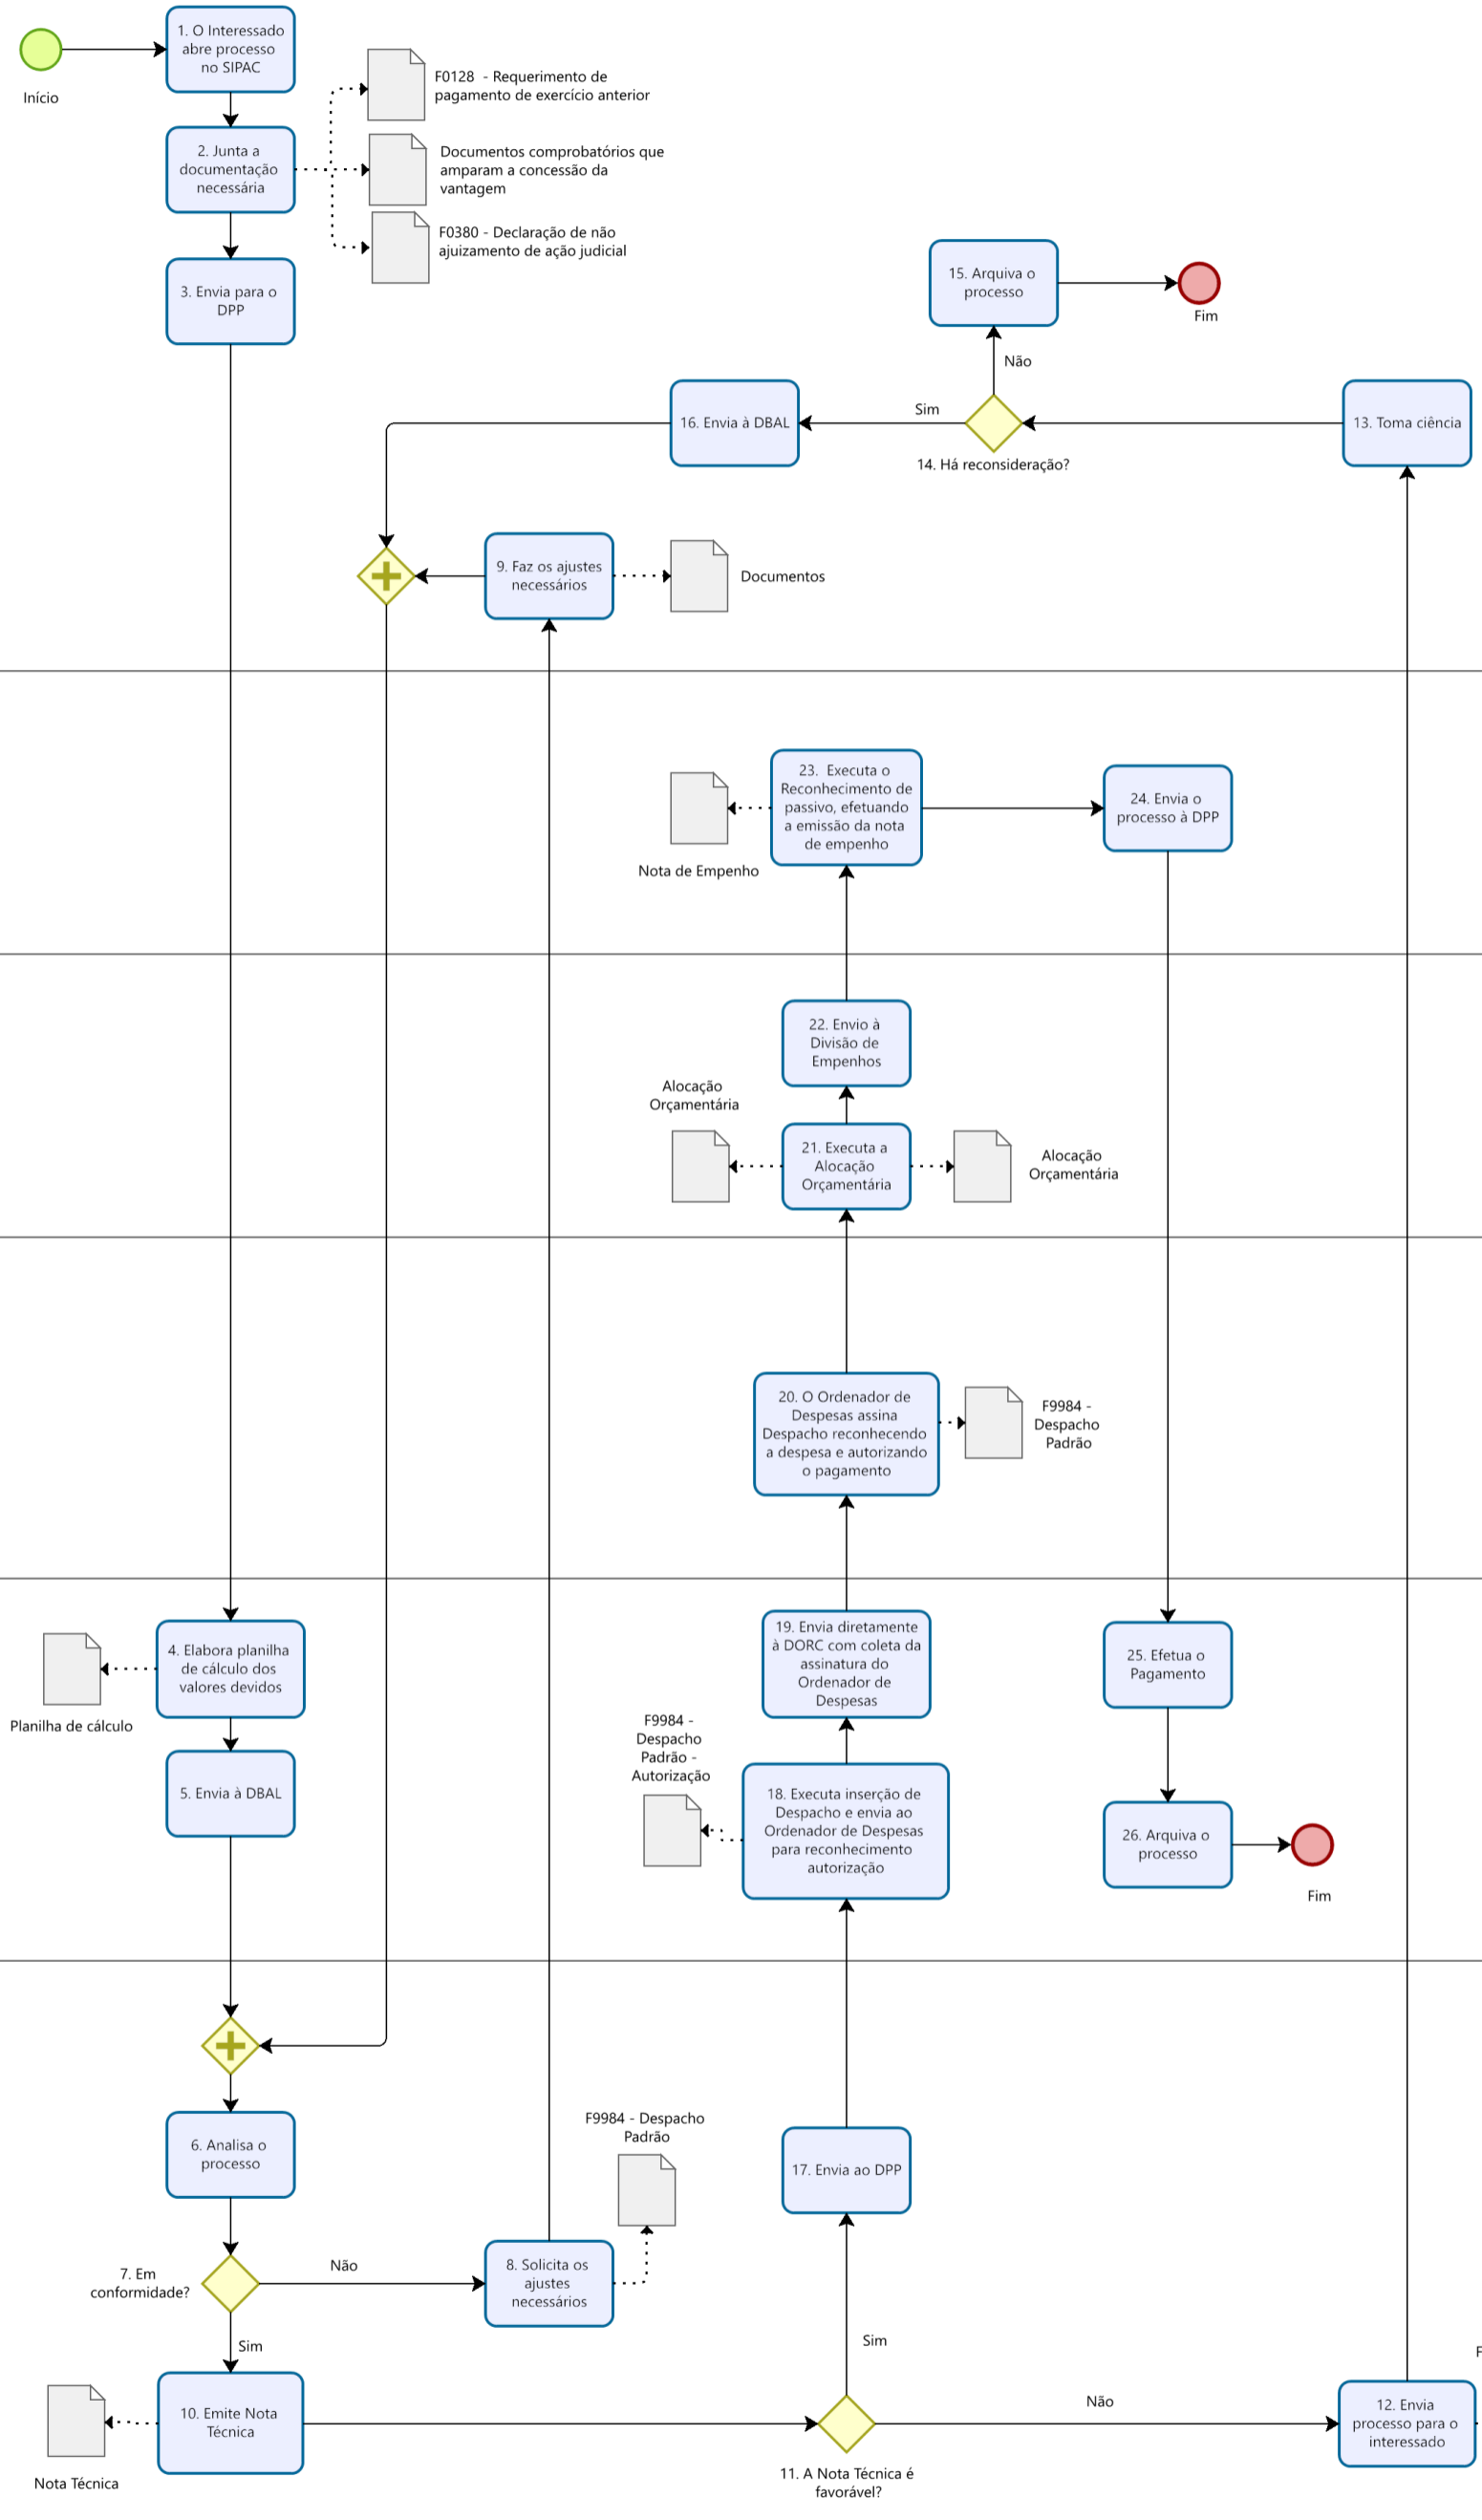 1. O Interessado
abre processo
no SIPAC
Início
2. Junta a
documentação
necessária
F0128 - Requerimento de
pagamento de exercício anterior
Documentos comprobatórios que
amparam a concessão da
vantagem
F0380 - Declaração de não
ajuizamento de ação judicial
3. Envia para o
DPP
15. Arquiva o
processo
Fim
Não
16. Envia à DBAL
Sim
14. Há reconsideração?
13. Toma ciência
9. Faz os ajustes
necessários
Documentos
23. Executa o
Reconhecimento de
passivo, efetuando
a emissão da nota
de empenho
Nota de Empenho
24. Envia o
processo à DPP
22. Envio à
Divisão de
Empenhos
Alocação
Orçamentária
21. Executa a
Alocação
Orçamentária
Alocação
Orçamentária
20. O Ordenador de
Despesas assina
Despacho reconhecendo
a despesa e autorizando
o pagamento
F9984 -
Despacho
Padrão
4. Elabora planilha
de cálculo dos
valores devidos
Planilha de cálculo
5. Envia à DBAL
19. Envia diretamente
à DORC com coleta da
assinatura do
Ordenador de
Despesas
25. Efetua o
Pagamento
F9984 -
Despacho
Padrão -
Autorização
18. Executa inserção de
Despacho e envia ao
Ordenador de Despesas
para reconhecimento
autorização
26. Arquiva o
processo
Fim
6. Analisa o
processo
F9984 - Despacho
Padrão
17. Envia ao DPP
7. Em
conformidade?
Não
8. Solicita os
ajustes
necessários
Sim
Sim
10. Emite Nota
Técnica
Nota Técnica
11. A Nota Técnica é
favorável?
Não
12. Envia
processo para o
interessado